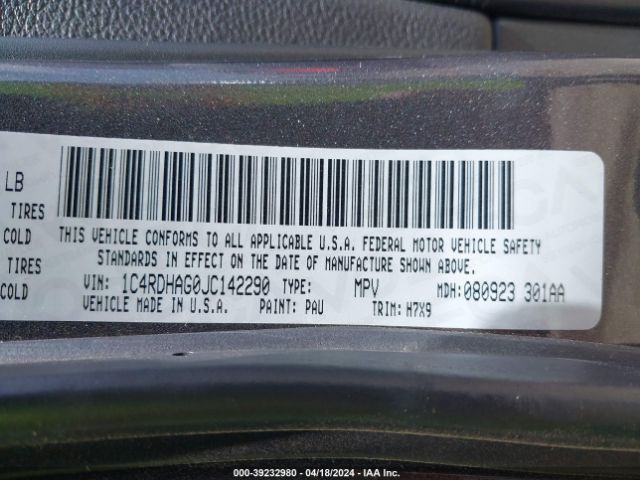 LB
TIRES
COLD
TIRES
COLD
THIS VEHICLE CONFORMS TO ALL APPLICABLE U.S.A. FEDERAL MOTOR VEHICLE SAFETY
STANDARDS IN EFFECT ON THE DATE OF MANUFACTURE SHOWN ABOVE.
VIN: 1C4RDHAG0JC142290 TYPE: MPV MDH: 080923 301AA
VEHICLE MADE IN U.S.A. PAINT: PAU TRIM: H7X9
000-39232980 - 04/18/2024 - IAA Inc.